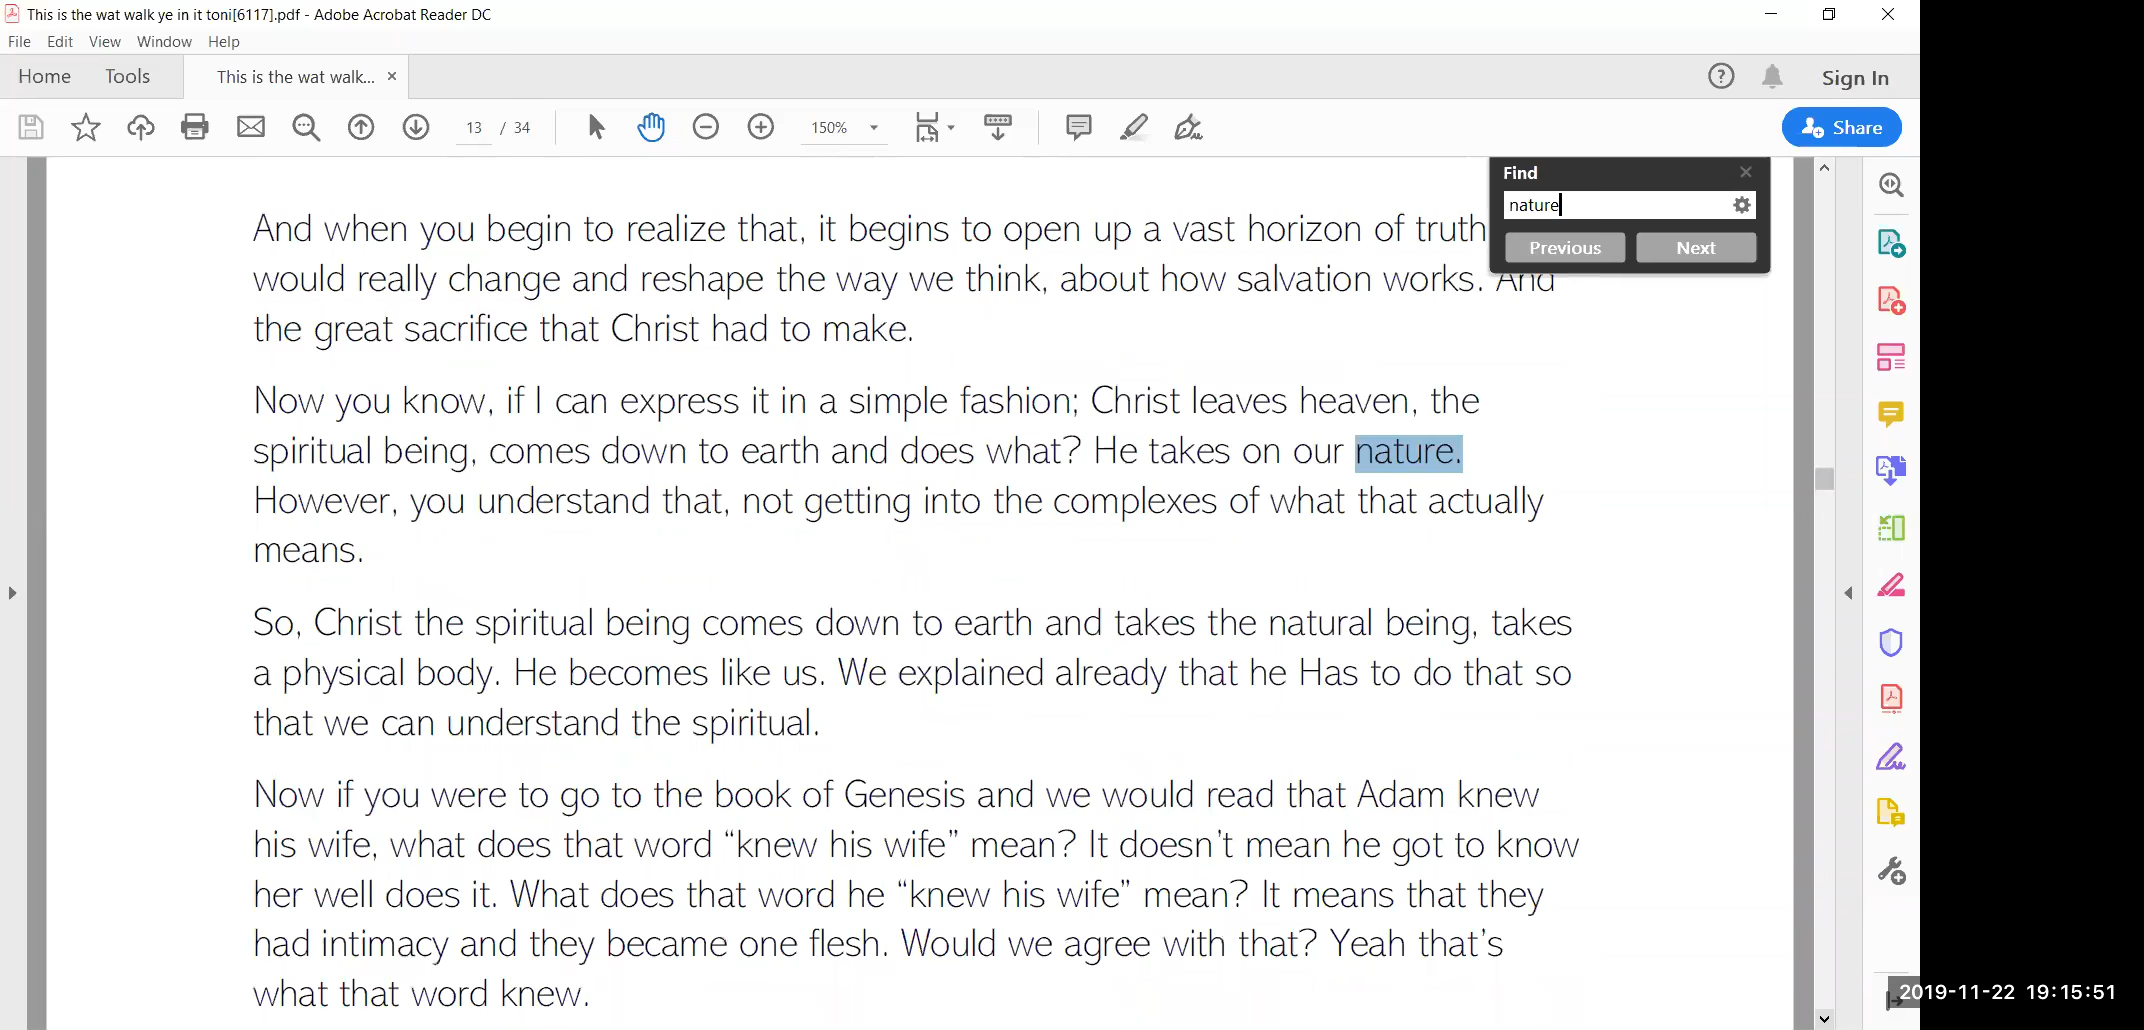 This is the wat walk ye in it toni[6117].pdf - Adobe Acrobat Reader DC
File Edit View Window Help
Home Tools This is the wat walk... × Sign In
13 / 34 150% Share
Find
nature
Previous Next
And when you begin to realize that, it begins to open up a vast horizon of truth
would really change and reshape the way we think, about how salvation works. And
the great sacrifice that Christ had to make.
Now you know, if I can express it in a simple fashion; Christ leaves heaven, the
spiritual being, comes down to earth and does what? He takes on our nature.
However, you understand that, not getting into the complexes of what that actually
means.
So, Christ the spiritual being comes down to earth and takes the natural being, takes
a physical body. He becomes like us. We explained already that he Has to do that so
that we can understand the spiritual.
Now if you were to go to the book of Genesis and we would read that Adam knew
his wife, what does that word “knew his wife” mean? It doesn't mean he got to know
her well does it. What does that word he “knew his wife” mean? It means that they
had intimacy and they became one flesh. Would we agree with that? Yeah that's
what that word knew.
2019-11-22 19:15:51